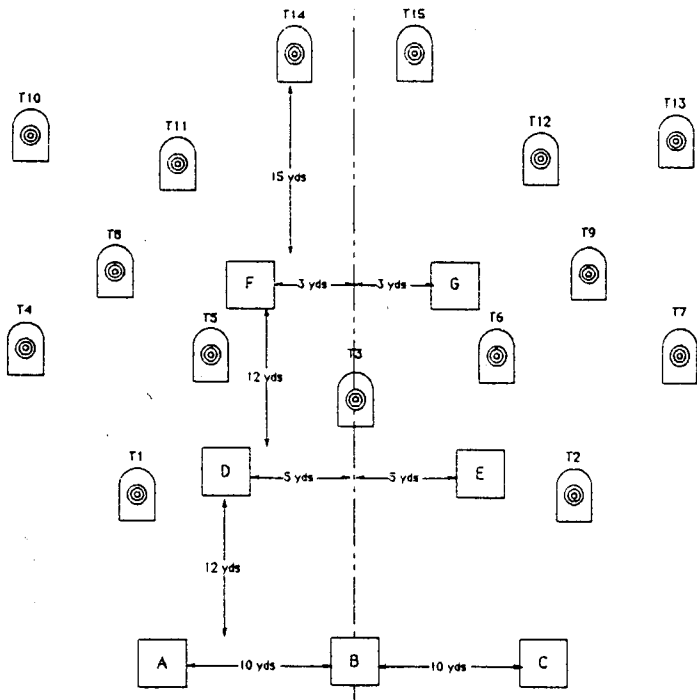 T14 T15
T10 T13
T11 T12
15 yds
T8 T9
F 3 yds 3 yds G
T4 T5 T6 T7
T3
12 yds
T1 D 5 yds 5 yds E T2
12 yds
A 10 yds B 10 yds C